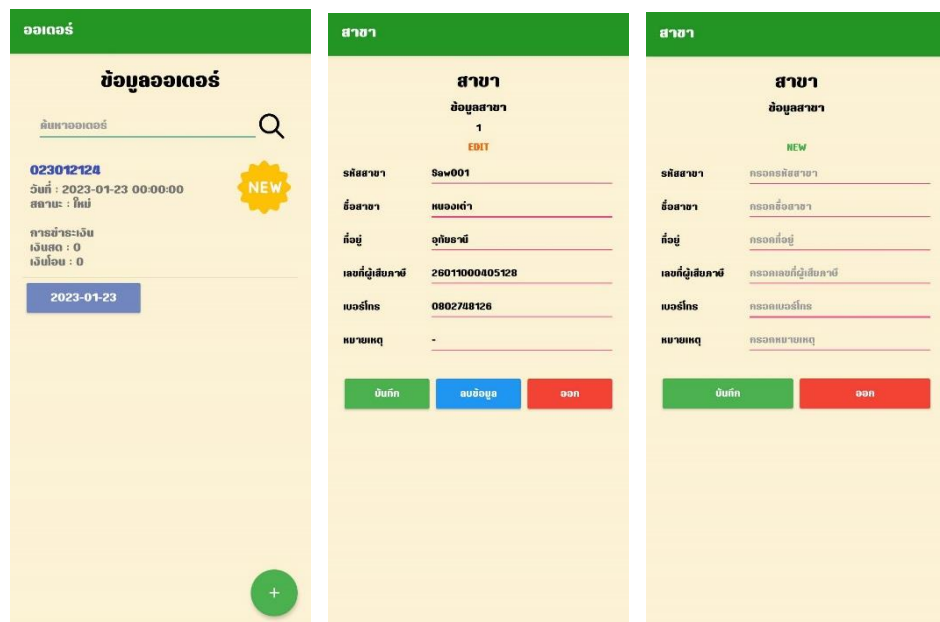 ออเดอร์
ข้อมูลออเดอร์
ค้นหาออเดอร์
023012124
วันที่ : 2023-01-23 00:00:00
สถานะ : ใหม่
NEW
การชำระเงิน
เงินสด : 0
เงินโอน : 0
2023-01-23
+
สาขา
สาขา
ข้อมูลสาขา
1
EDIT
รหัสสาขา Saw001
ชื่อสาขา หนองเต่า
ที่อยู่ อุทัยธานี
เลขที่ผู้เสียภาษี 26011000405128
เบอร์โทร 0802748126
หมายเหตุ -
บันทึก ลบข้อมูล ออก
สาขา
สาขา
ข้อมูลสาขา
NEW
รหัสสาขา กรอกรหัสสาขา
ชื่อสาขา กรอกชื่อสาขา
ที่อยู่ กรอกที่อยู่
เลขที่ผู้เสียภาษี กรอกเลขที่ผู้เสียภาษี
เบอร์โทร กรอกเบอร์โทร
หมายเหตุ กรอกหมายเหตุ
บันทึก ออก